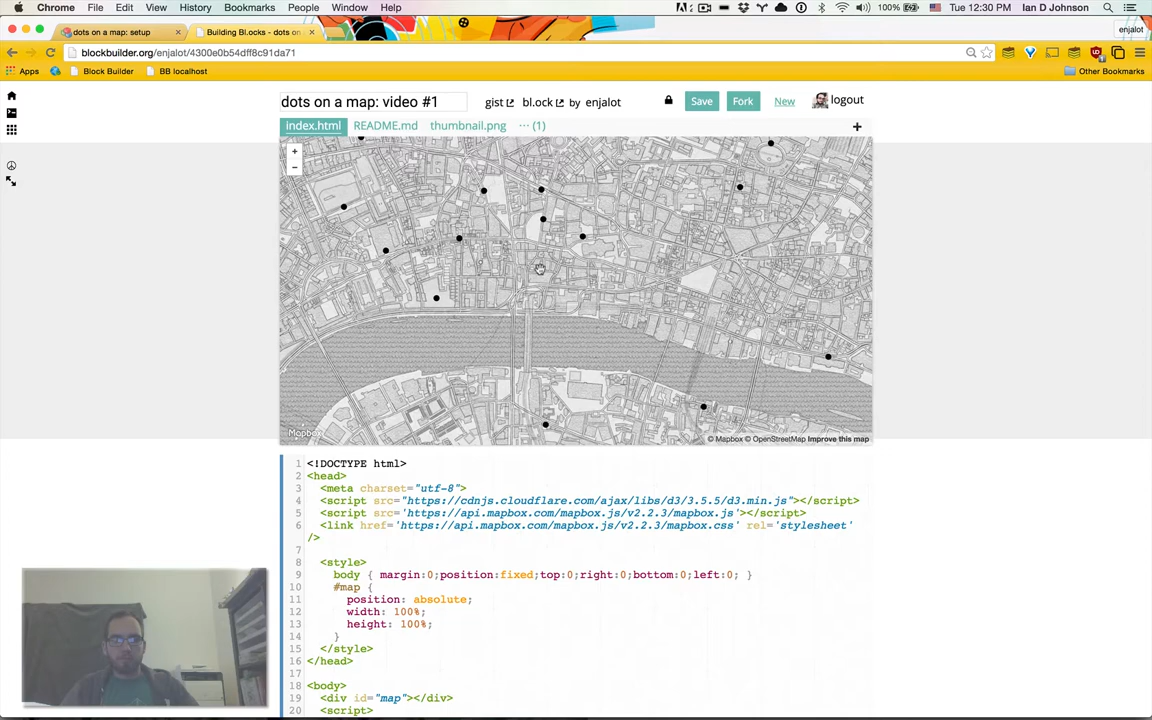 Chrome File Edit View History Bookmarks People Window Help 100% Tue 12:30 PM Ian D Johnson
dots on a map: setup
Building Bl.ocks - dots on
enjalot
blockbuilder.org/enjalot/4300e0b54dff8c91da71
Apps Block Builder BB localhost Other Bookmarks
dots on a map: video #1 gist bl.ock by enjalot Save Fork New logout
index.html README.md thumbnail.png ··· (1) +
+
-
Mapbox
© Mapbox © OpenStreetMap Improve this map
1 <!DOCTYPE html>
2 <head>
3 <meta charset="utf-8">
4 <script src="https://cdnjs.cloudflare.com/ajax/libs/d3/3.5.5/d3.min.js"></script>
5 <script src='https://api.mapbox.com/mapbox.js/v2.2.3/mapbox.js'></script>
6 <link href='https://api.mapbox.com/mapbox.js/v2.2.3/mapbox.css' rel='stylesheet'
/>
7
8 <style>
9 body { margin:0;position:fixed;top:0;right:0;bottom:0;left:0; }
10 #map {
11 position: absolute;
12 width: 100%;
13 height: 100%;
14 }
15 </style>
16 </head>
17
18 <body>
19 <div id="map"></div>
20 <script>